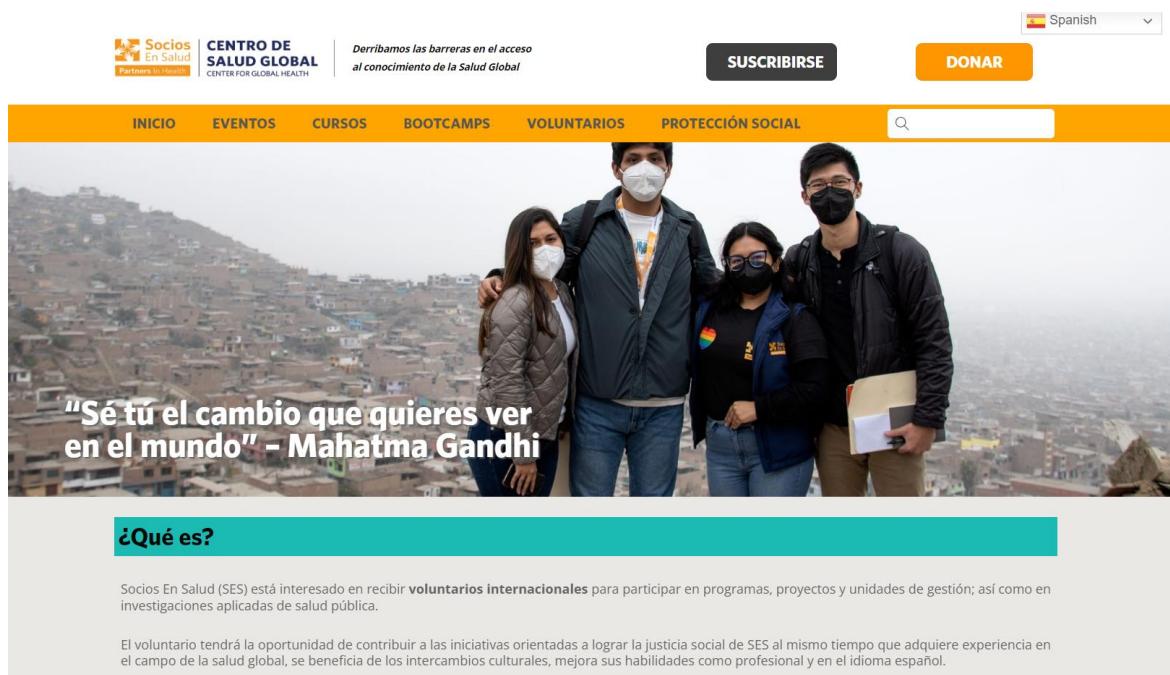 Spanish
Socios
En Salud
Partners In Health
CENTRO DE
SALUD GLOBAL
CENTER FOR GLOBAL HEALTH
Derribamos las barreras en el acceso
al conocimiento de la Salud Global
SUSCRIBIRSE
DONAR
INICIO EVENTOS CURSOS BOOTCAMPS VOLUNTARIOS PROTECCIÓN SOCIAL
“Sé tú el cambio que quieres ver
en el mundo” – Mahatma Gandhi
¿Qué es?
Socios En Salud (SES) está interesado en recibir voluntarios internacionales para participar en programas, proyectos y unidades de gestión; así como en
investigaciones aplicadas de salud pública.
El voluntario tendrá la oportunidad de contribuir a las iniciativas orientadas a lograr la justicia social de SES al mismo tiempo que adquiere experiencia en
el campo de la salud global, se beneficia de los intercambios culturales, mejora sus habilidades como profesional y en el idioma español.